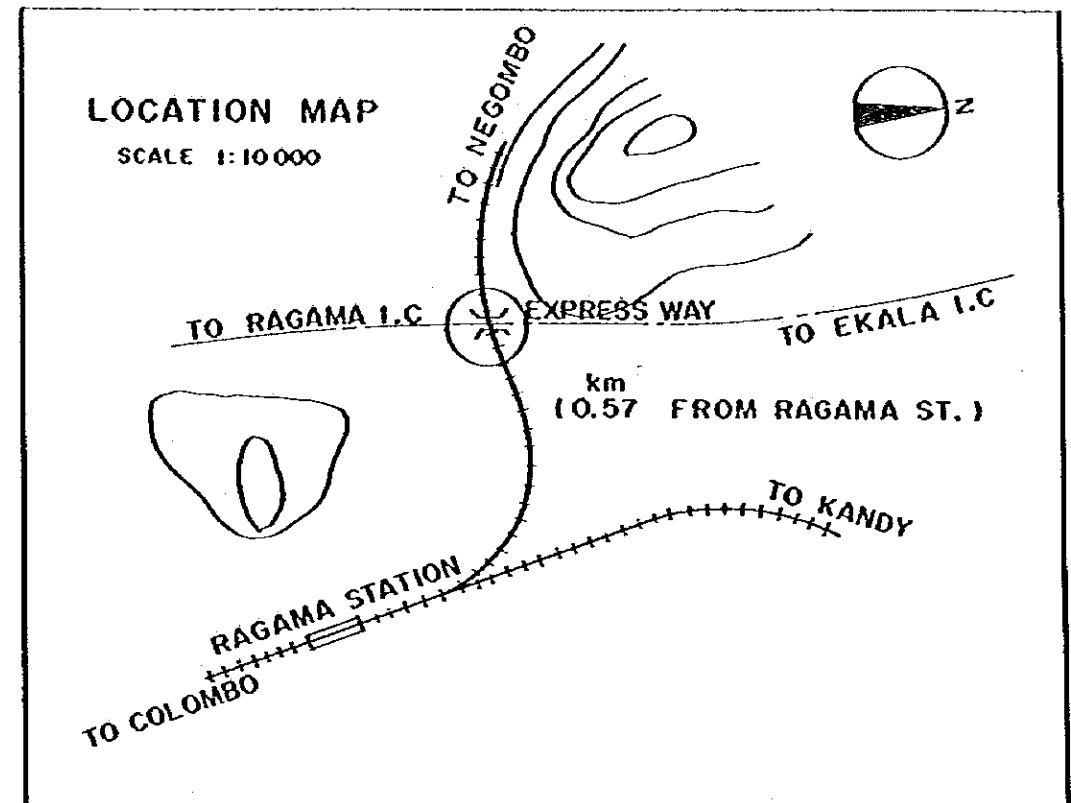 LOCATION MAP
SCALE 1:10000
TO NEGOMBO
N
TO RAGAMA I.C
EXPRESS WAY
TO EKALA I.C
km
(0.57 FROM RAGAMA ST.)
TO KANDY
RAGAMA STATION
TO COLOMBO